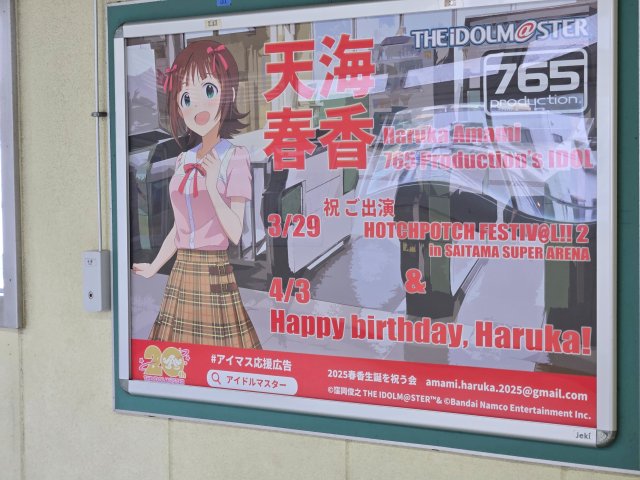 THE iDOLM@STER
765
production.
天海
春香
Haruka Amami
765 Production's IDOL
祝 ご出演
3/29
HOTCHPOTCH FESTIV@L!! 2
in SAITAMA SUPER ARENA
&
4/3
Happy birthday, Haruka!
#アイマス応援広告
アイドルマスター
2025春香生誕を祝う会 amami.haruka.2025@gmail.com
©窪岡俊之 THE IDOLM@STER™& ©Bandai Namco Entertainment Inc.
jeki